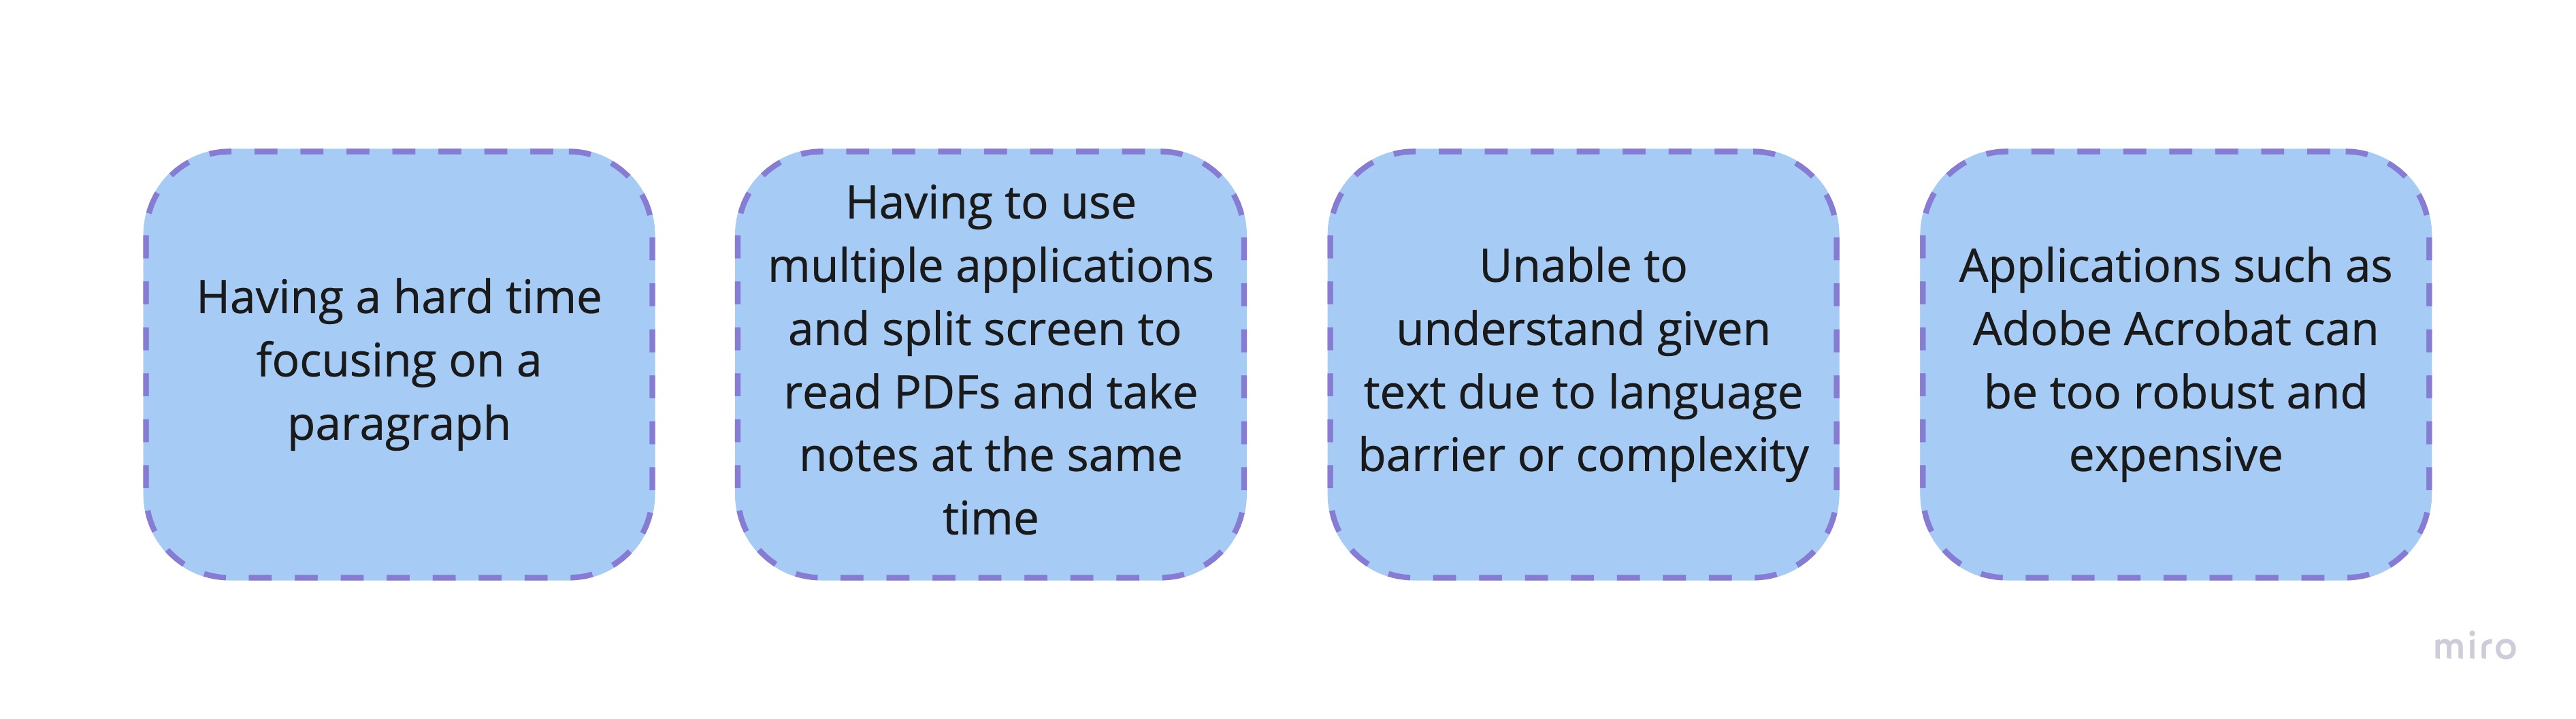 Having a hard time
focusing on a
paragraph
Having to use
multiple applications
and split screen to
read PDFs and take
notes at the same
time
Unable to
understand given
text due to language
barrier or complexity
Applications such as
Adobe Acrobat can
be too robust and
expensive
miro